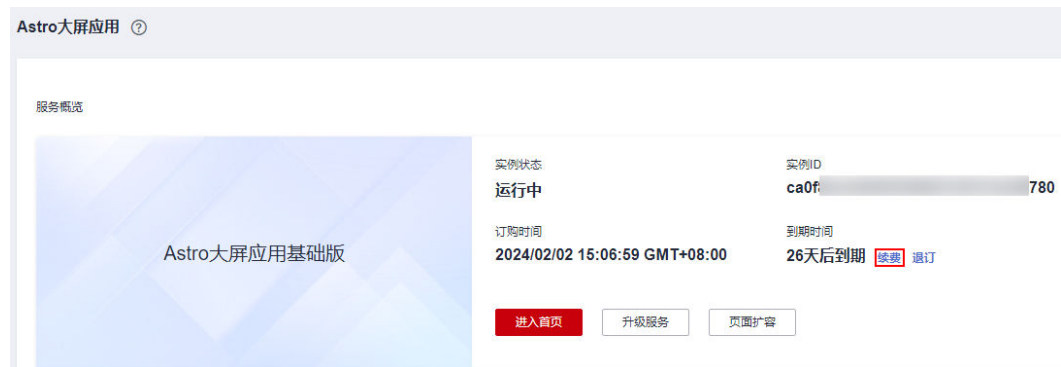 Astro大屏应用 ?
服务概览
Astro大屏应用基础版
实例状态
运行中
实例ID
ca0f 780
订购时间
2024/02/02 15:06:59 GMT+08:00
到期时间
26天后到期 续费 退订
进入首页 升级服务 页面扩容